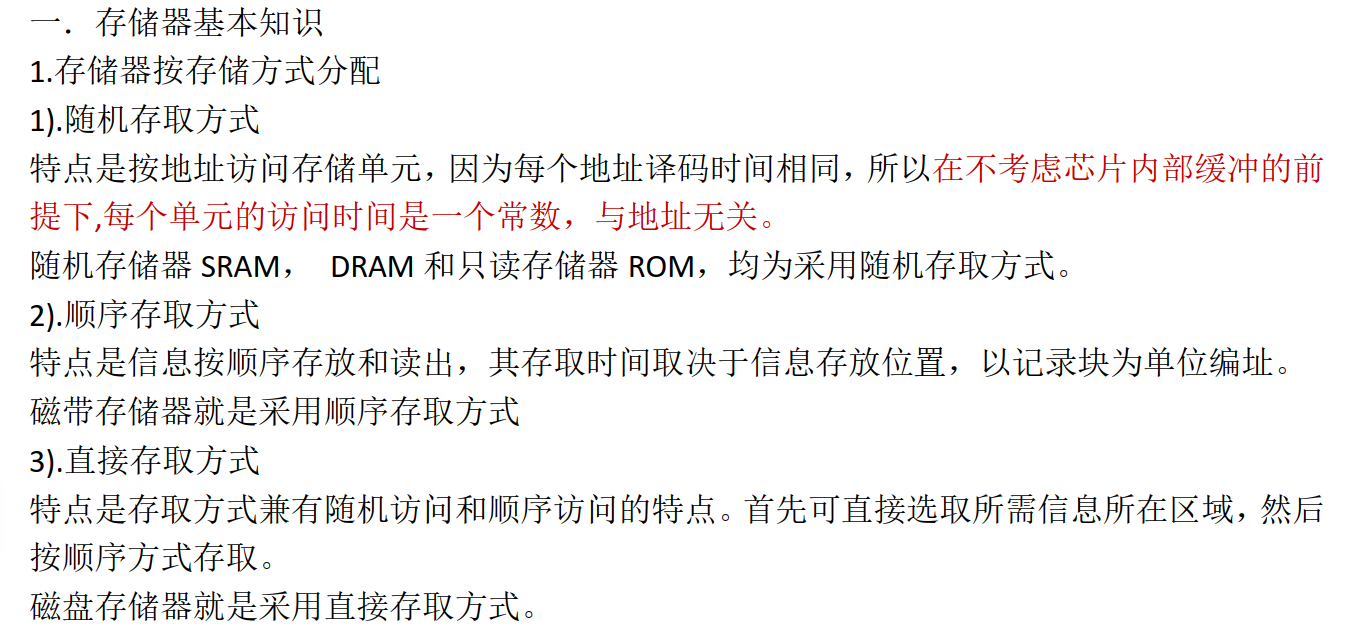 一．存储器基本知识
1.存储器按存储方式分配
1).随机存取方式
特点是按地址访问存储单元，因为每个地址译码时间相同，所以在不考虑芯片内部缓冲的前
提下,每个单元的访问时间是一个常数，与地址无关。
随机存储器 SRAM， DRAM 和只读存储器 ROM，均为采用随机存取方式。
2).顺序存取方式
特点是信息按顺序存放和读出，其存取时间取决于信息存放位置，以记录块为单位编址。
磁带存储器就是采用顺序存取方式
3).直接存取方式
特点是存取方式兼有随机访问和顺序访问的特点。首先可直接选取所需信息所在区域，然后
按顺序方式存取。
磁盘存储器就是采用直接存取方式。